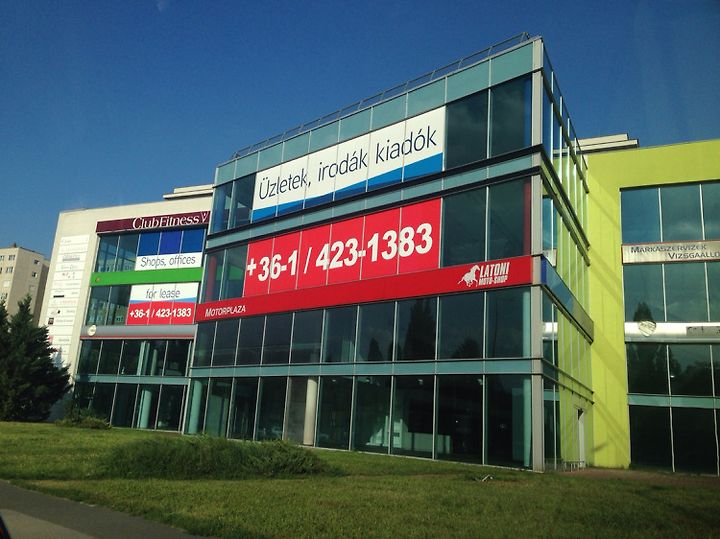 Üzletek, irodák kiadók
+36-1 / 423-1383
LATONI
MOTO-SHOP
MOTORPLAZA
ClubFitness
Shops, offices
for lease
+36-1 / 423-1383
MÁRKASZERVIZEK
VIZSGAÁLLO